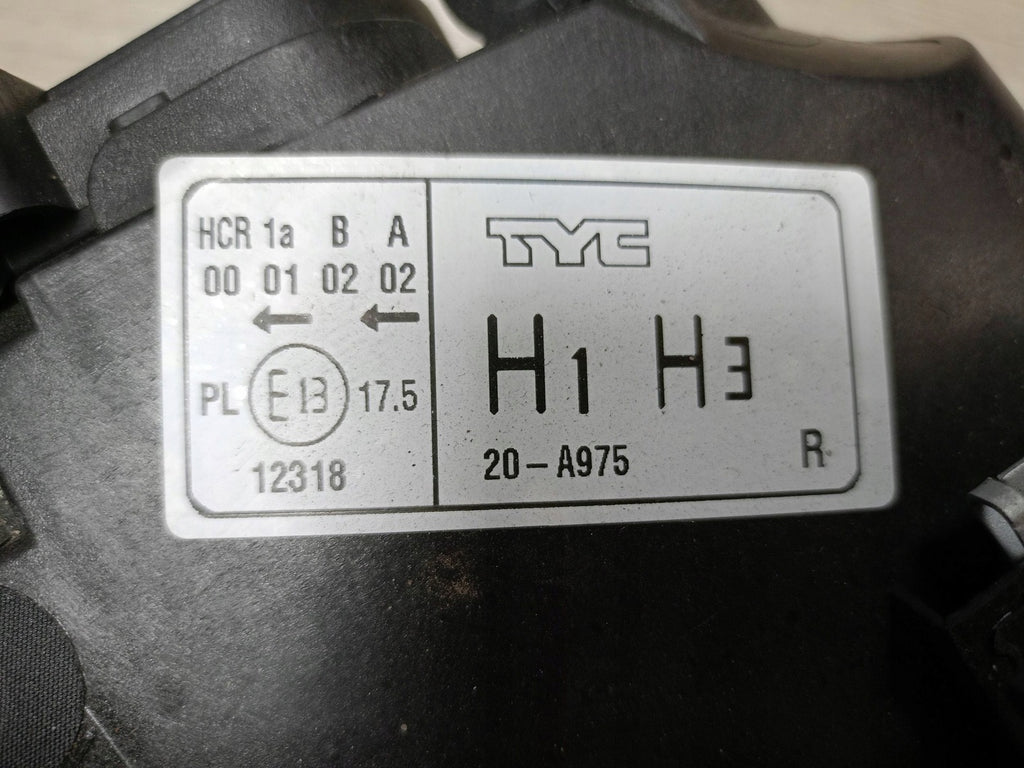 HCR 1a B A
00 01 02 02
← ←
PL E13 17.5
12318
TYC
H1 H3
20-A975
R